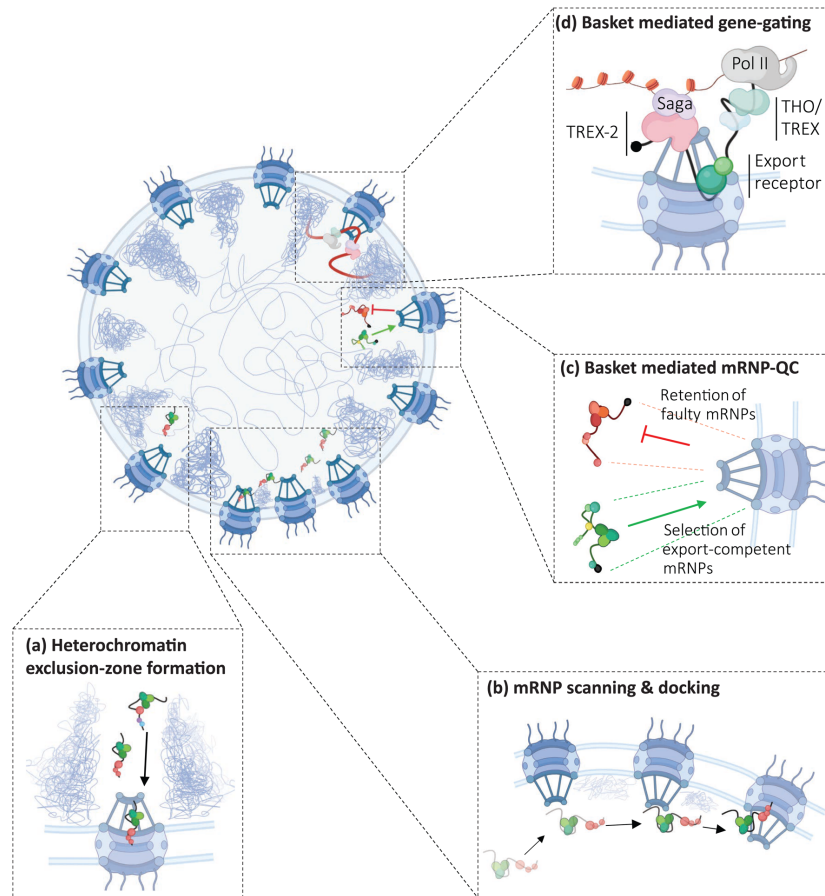 (d) Basket mediated gene-gating
Pol II
Saga
THO/
TREX
TREX-2
Export
receptor
(c) Basket mediated mRNP-QC
Retention of
faulty mRNPs
Selection of
export-competent
mRNPs
(a) Heterochromatin
exclusion-zone formation
(b) mRNP scanning & docking